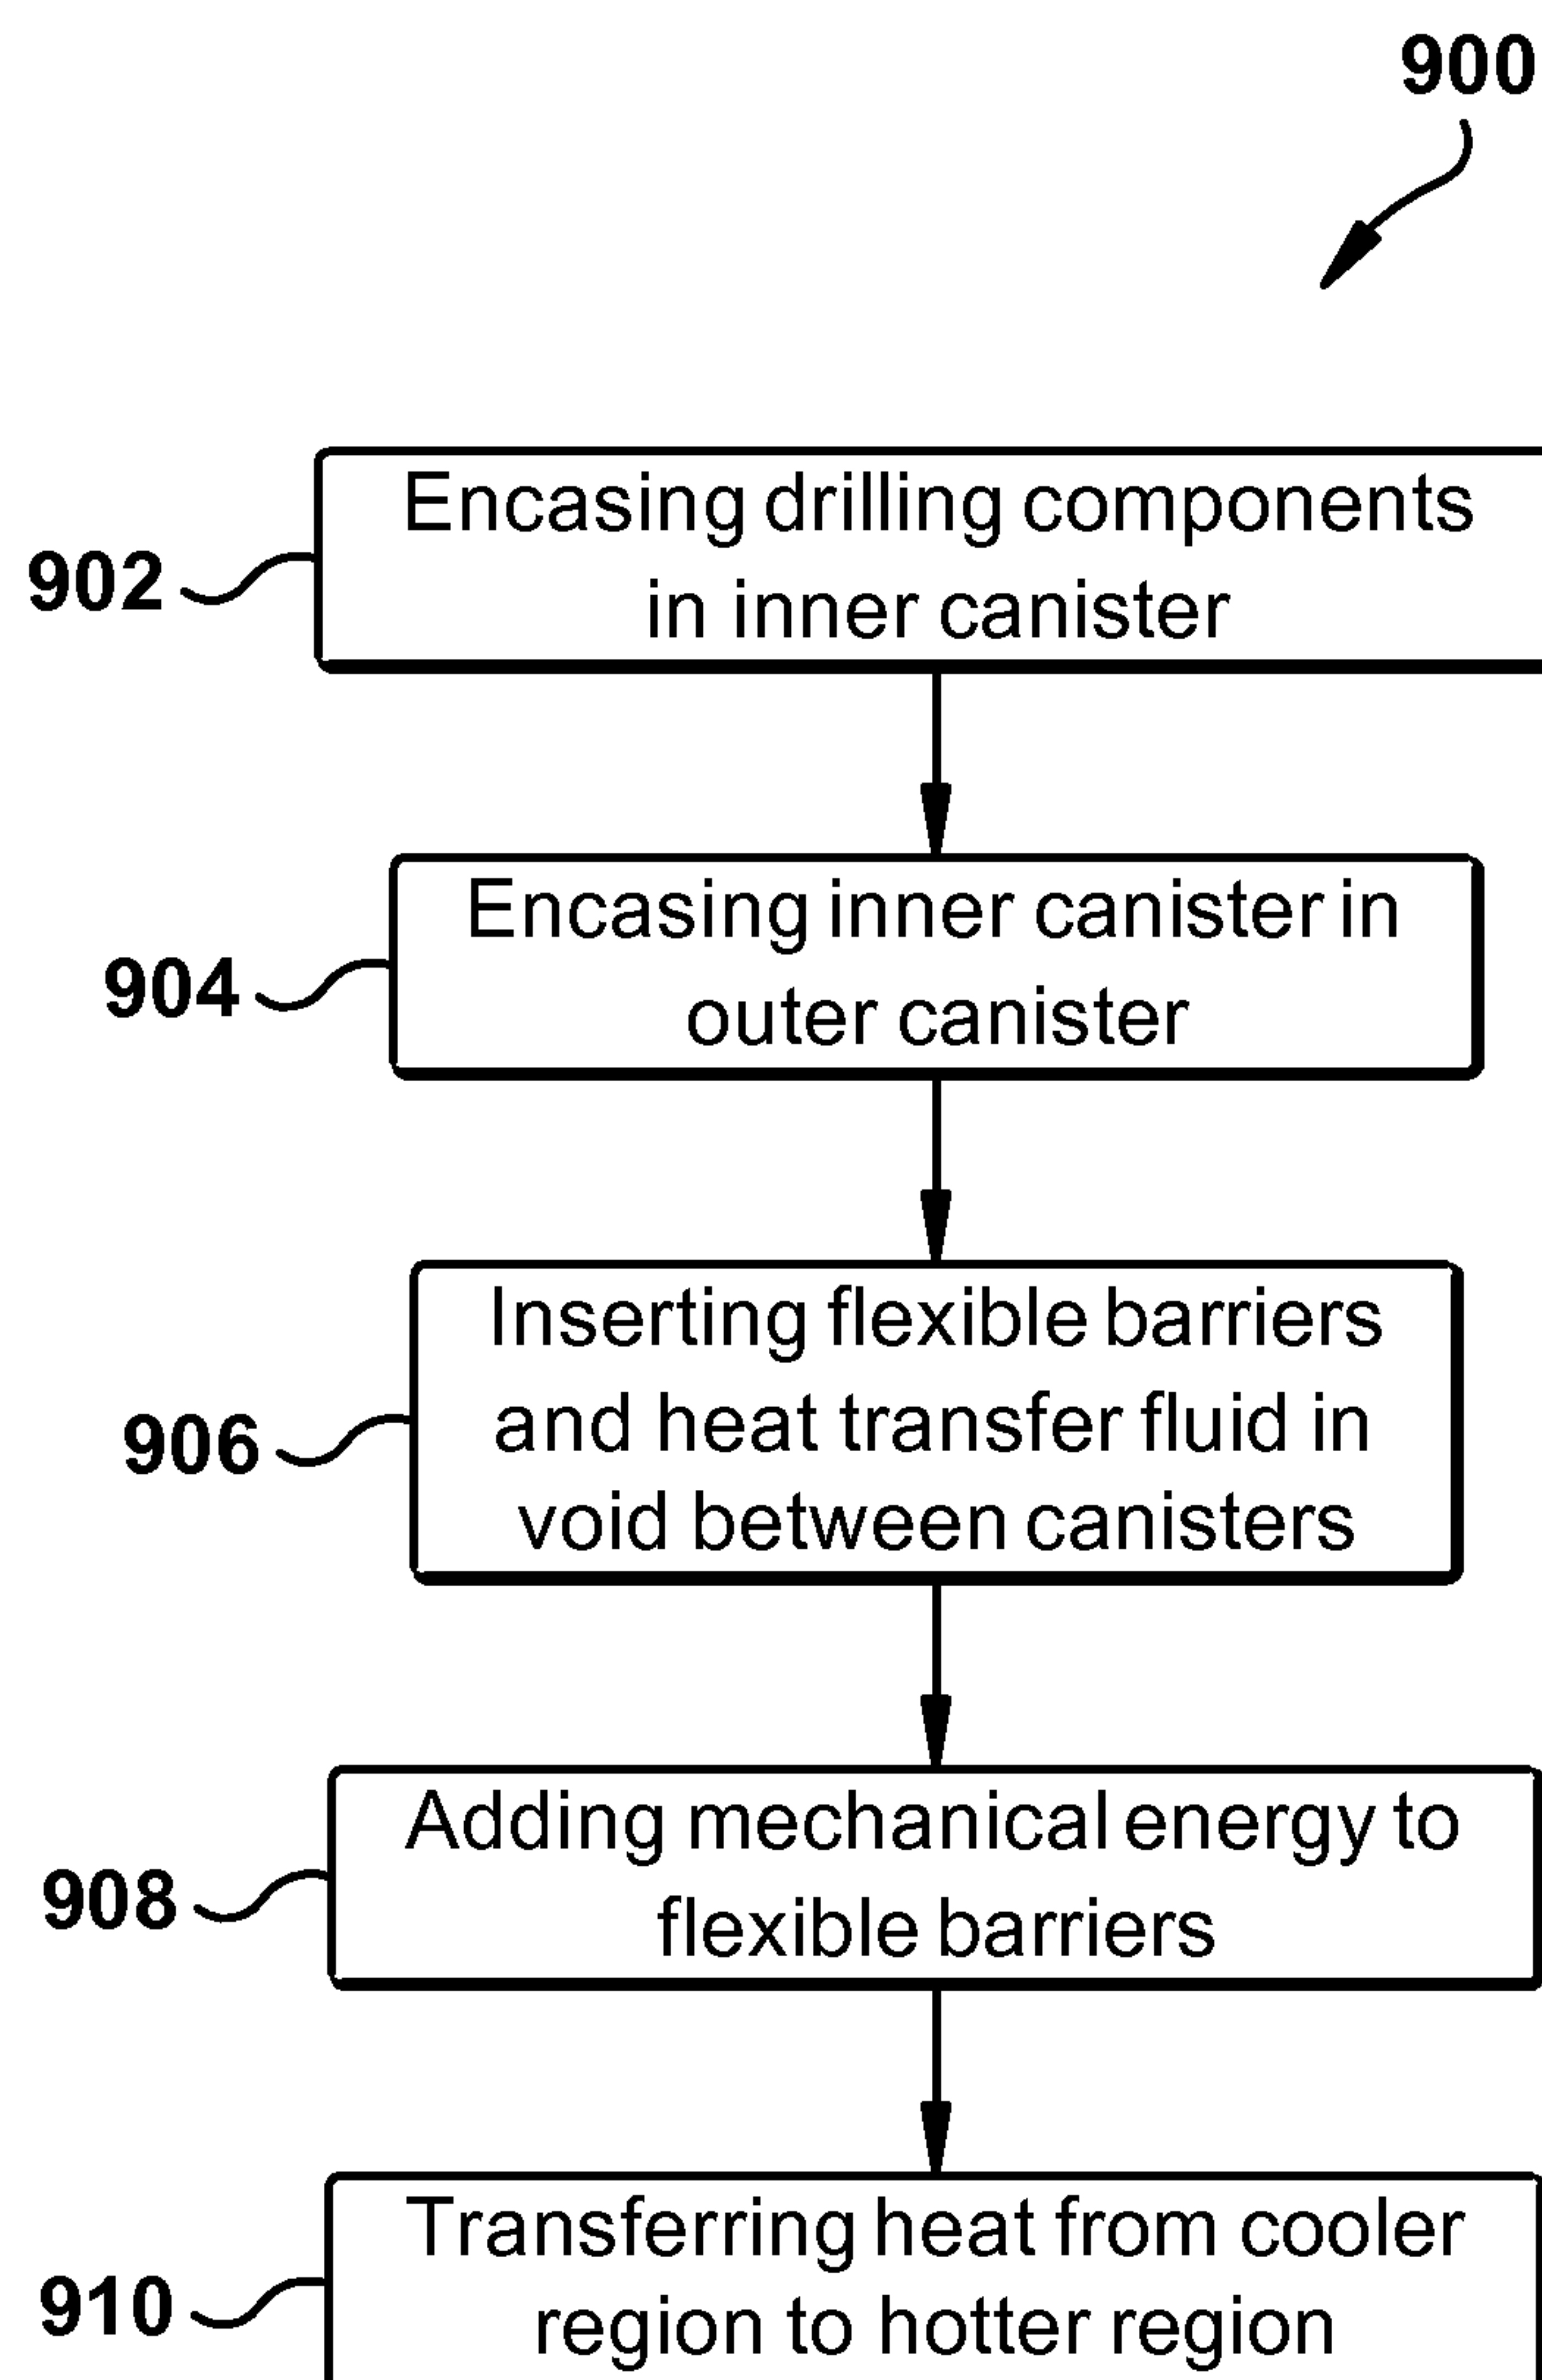 900
902
Encasing drilling components
in inner canister
904
Encasing inner canister in
outer canister
906
Inserting flexible barriers
and heat transfer fluid in
void between canisters
908
Adding mechanical energy to
flexible barriers
910
Transferring heat from cooler
region to hotter region